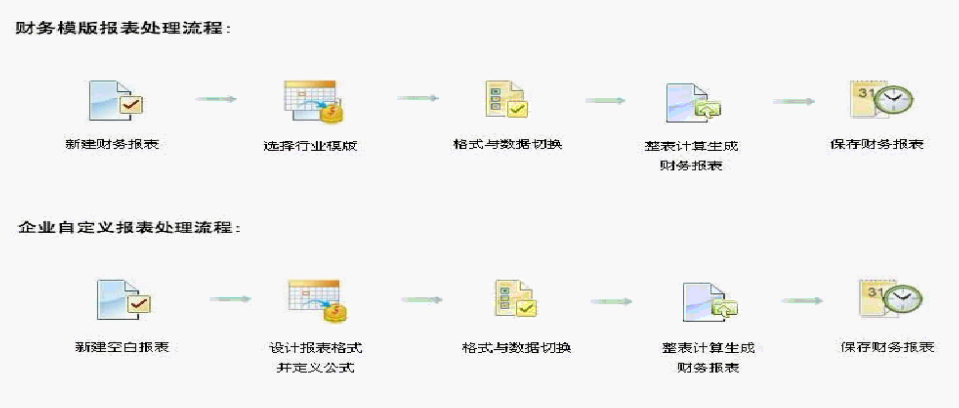 财务模版报表处理流程:
新建财务报表
选择行业模版
格式与数据切换
整表计算生成
财务报表
保存财务报表
企业自定义报表处理流程:
新建空白报表
设计报表格式
并定义公式
格式与数据切换
整表计算生成
财务报表
保存财务报表